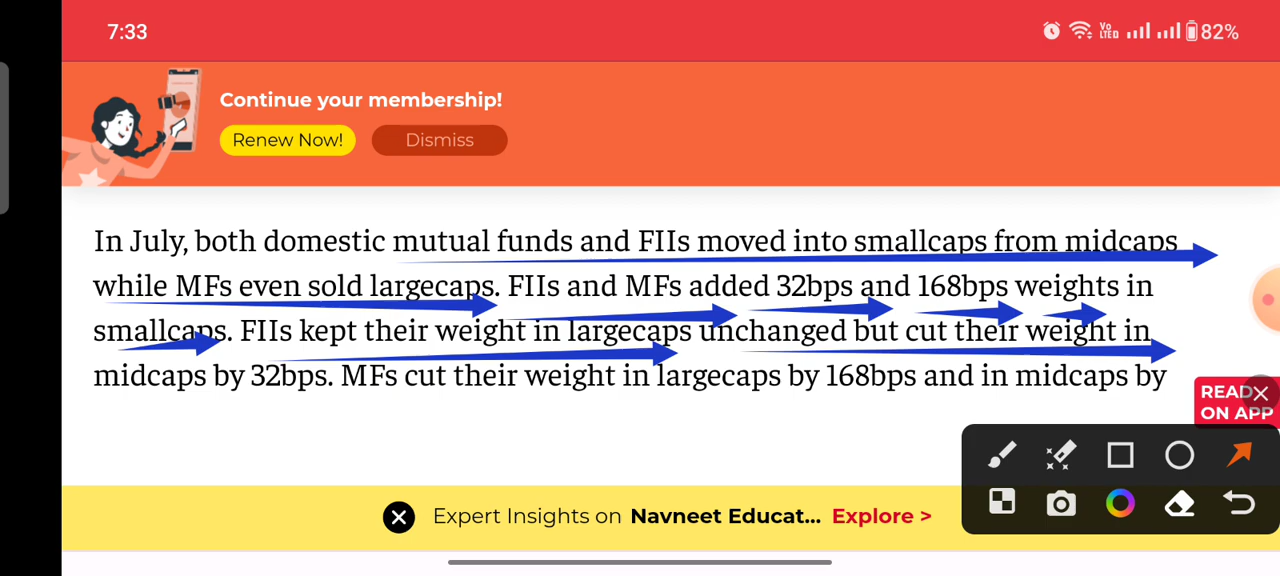 7:33
Vo
LTED
82%
Continue your membership!
Renew Now!
Dismiss
In July, both domestic mutual funds and FIIs moved into smallcaps from midcaps
while MFs even sold largecaps. FIIs and MFs added 32bps and 168bps weights in
smallcaps. FIIs kept their weight in largecaps unchanged but cut their weight in
midcaps by 32bps. MFs cut their weight in largecaps by 168bps and in midcaps by
READ
ON APP
Expert Insights on Navneet Educat... Explore >